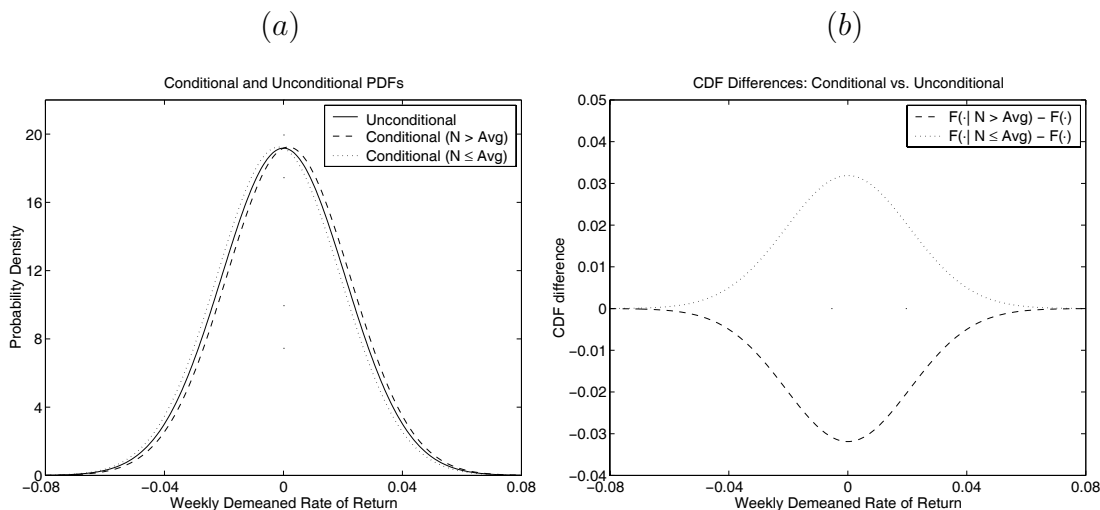 (a)
Conditional and Unconditional PDFs
Unconditional
Conditional (N > Avg)
Conditional (N ≤ Avg)
20
16
12
8
4
0
Probability Density
−0.08
−0.04
0
0.04
0.08
Weekly Demeaned Rate of Return
(b)
CDF Differences: Conditional vs. Unconditional
F(·| N > Avg) − F(·)
F(·| N ≤ Avg) − F(·)
0.05
0.04
0.03
0.02
0.01
0
−0.01
−0.02
−0.03
−0.04
CDF difference
−0.08
−0.04
0
0.04
0.08
Weekly Demeaned Rate of Return